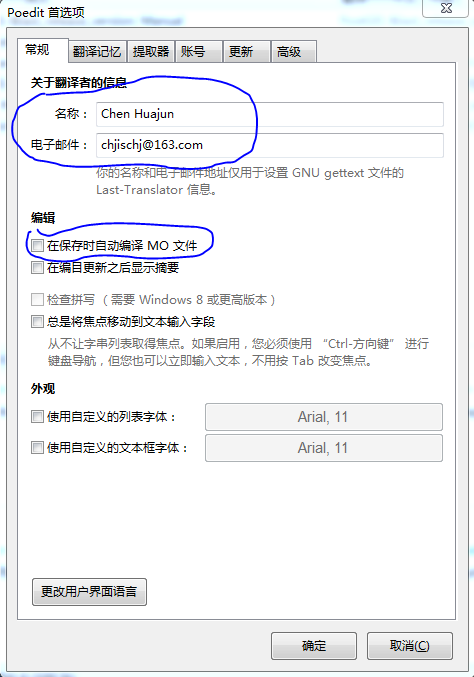 Poedit 首选项
常规 翻译记忆 提取器 账号 更新 高级
关于翻译者的信息
名称： Chen Huajun
电子邮件： chjischj@163.com
你的名称和电子邮件地址仅用于设置 GNU gettext 文件的
Last-Translator 信息。
编辑
在保存时自动编译 MO 文件
在编目更新之后显示摘要
检查拼写 （需要 Windows 8 或更高版本）
总是将焦点移动到文本输入字段
从不让字串列表取得焦点。如果启用，您必须使用 “Ctrl-方向键” 进行
键盘导航，但您也可以立即输入文本，不用按 Tab 改变焦点。
外观
使用自定义的列表字体： Arial, 11
使用自定义的文本框字体： Arial, 11
更改用户界面语言
确定 取消(C)